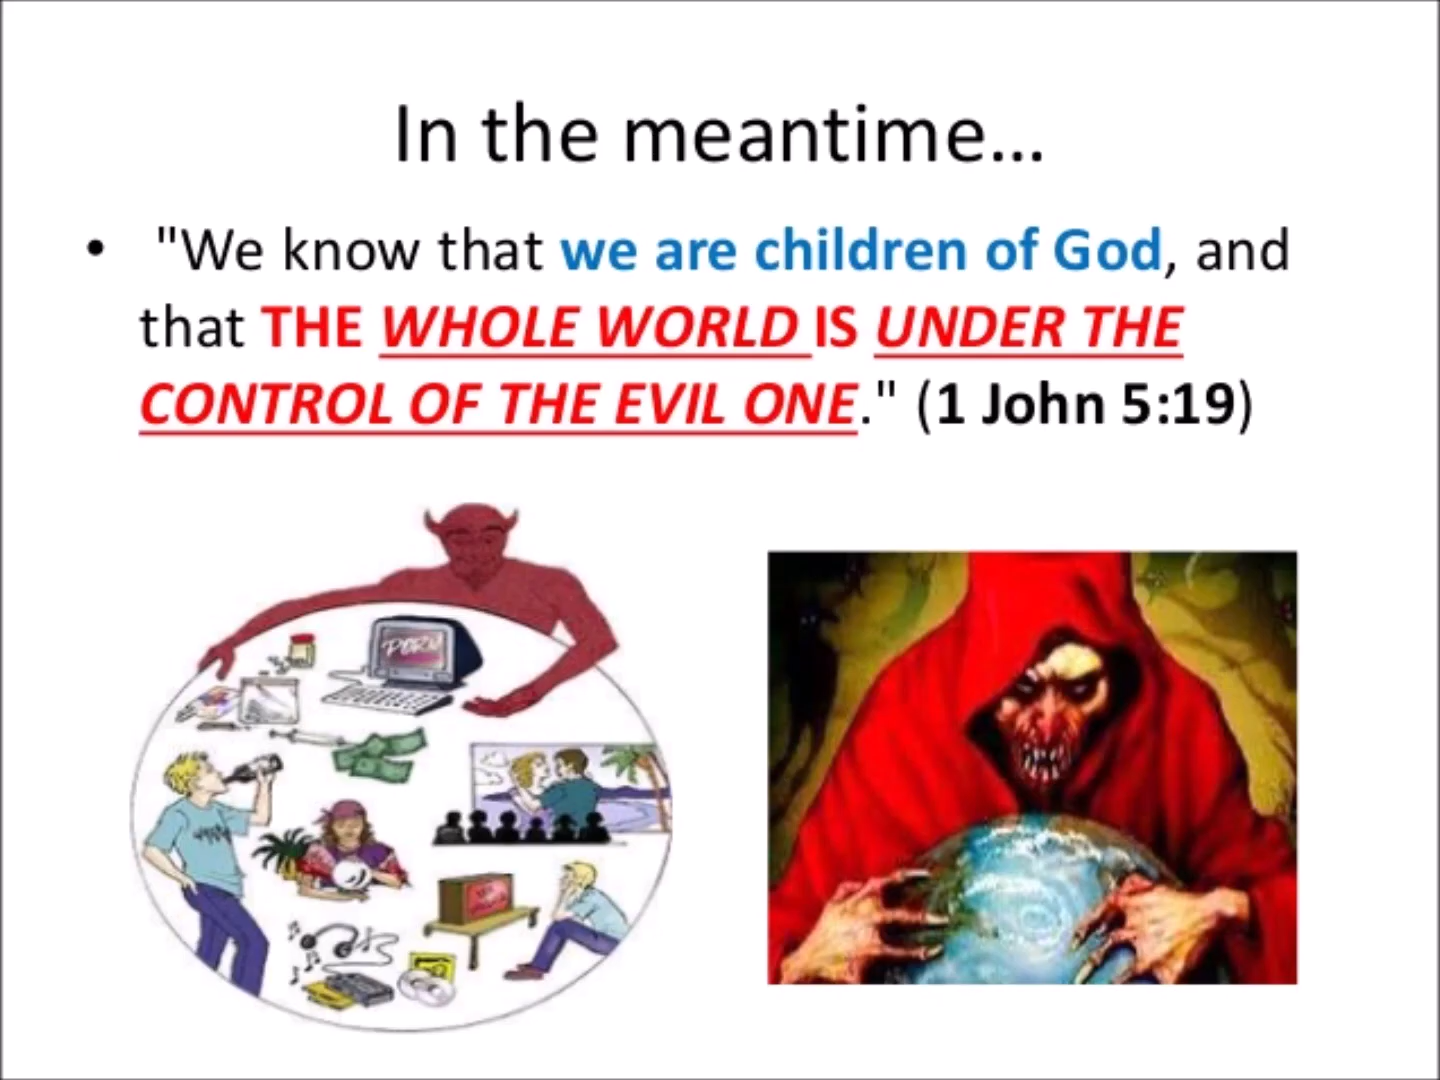 In the meantime...
• "We know that we are children of God, and
that THE WHOLE WORLD IS UNDER THE
CONTROL OF THE EVIL ONE." (1 John 5:19)
PORN